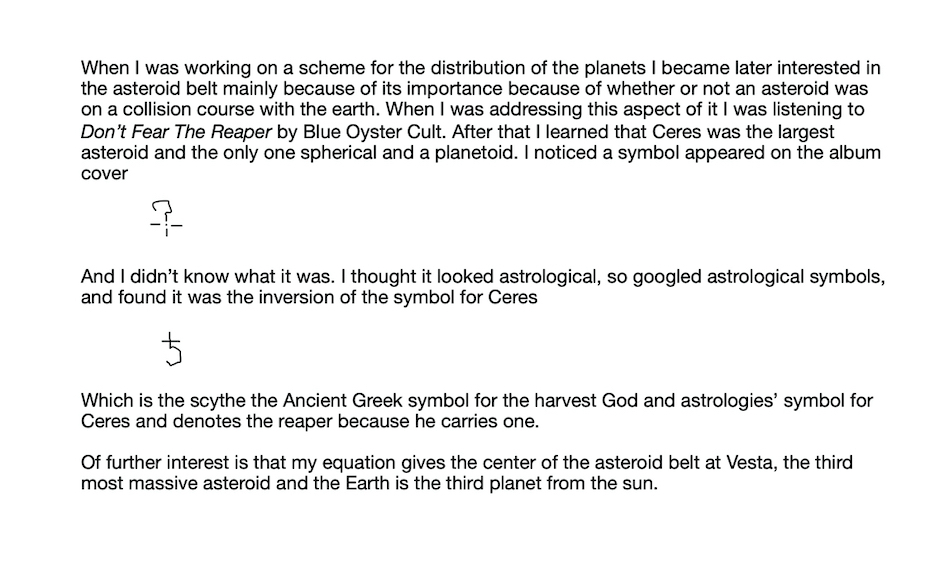 When I was working on a scheme for the distribution of the planets I became later interested in
the asteroid belt mainly because of its importance because of whether or not an asteroid was
on a collision course with the earth. When I was addressing this aspect of it I was listening to
Don’t Fear The Reaper by Blue Oyster Cult. After that I learned that Ceres was the largest
asteroid and the only one spherical and a planetoid. I noticed a symbol appeared on the album
cover
And I didn’t know what it was. I thought it looked astrological, so googled astrological symbols,
and found it was the inversion of the symbol for Ceres
Which is the scythe the Ancient Greek symbol for the harvest God and astrologies’ symbol for
Ceres and denotes the reaper because he carries one.
Of further interest is that my equation gives the center of the asteroid belt at Vesta, the third
most massive asteroid and the Earth is the third planet from the sun.